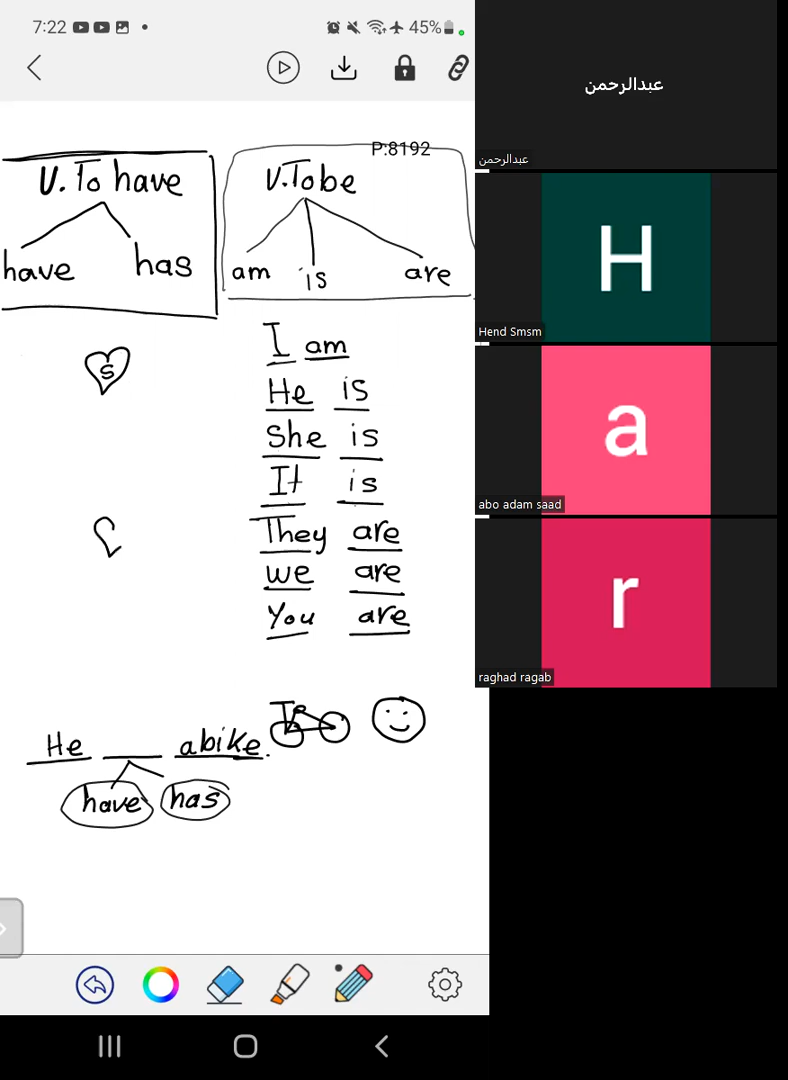 7:22
45%
P:8192
V. To have
have has
V. To be
am is are
I am
He is
She is
It is
They are
we are
You are
He ___ a bike.
have has
عبدالرحمن
عبدالرحمن
H
Hend Smsm
a
abo adam saad
r
raghad ragab